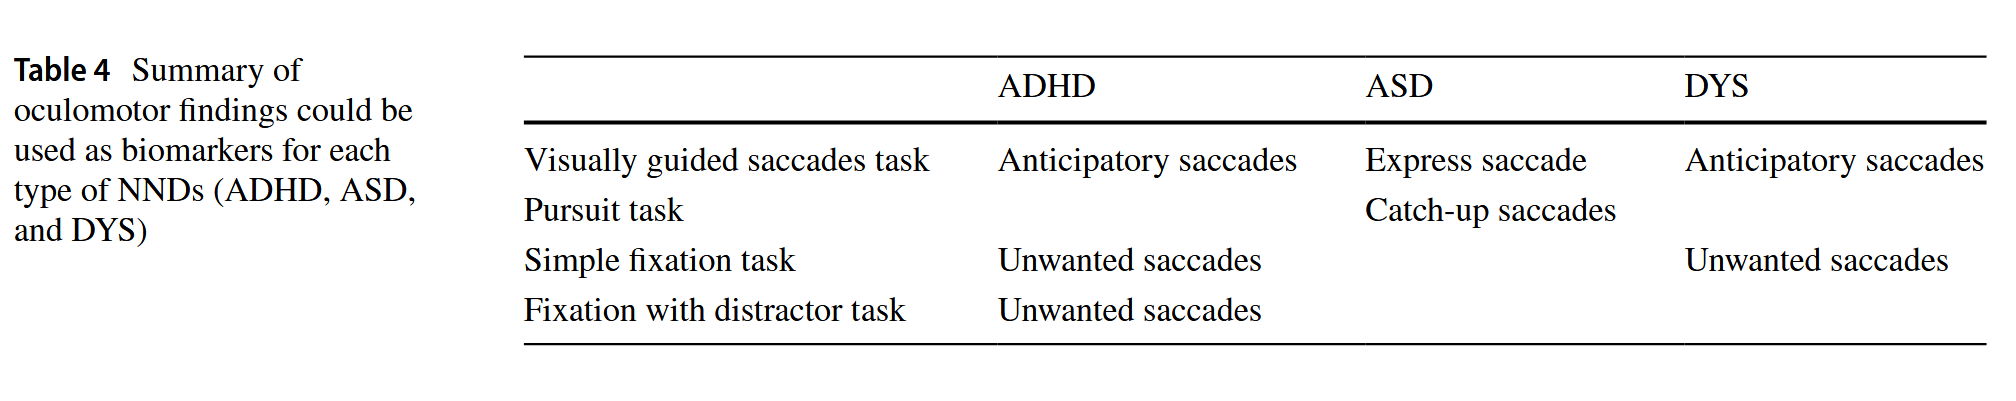 Table 4 Summary of
oculomotor findings could be
used as biomarkers for each
type of NNDs (ADHD, ASD,
and DYS)
ADHD ASD DYS
Visually guided saccades task Anticipatory saccades Express saccade Anticipatory saccades
Pursuit task Catch-up saccades
Simple fixation task Unwanted saccades Unwanted saccades
Fixation with distractor task Unwanted saccades